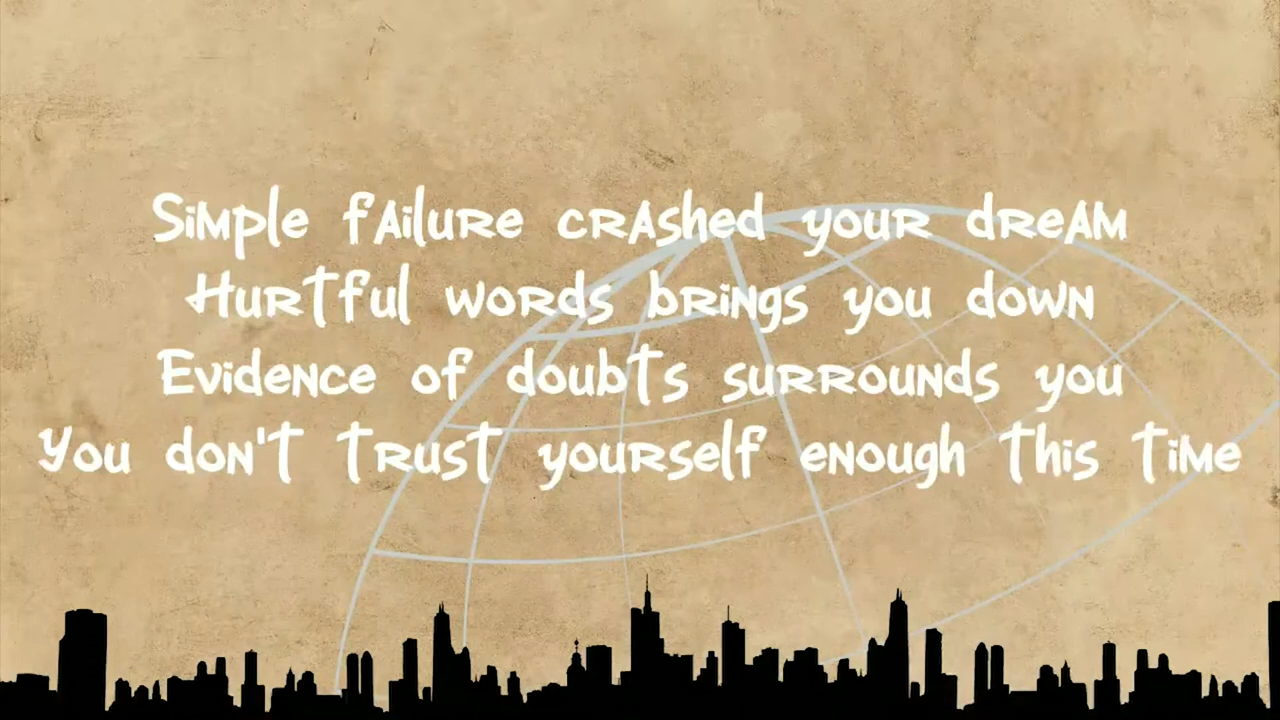 Simple failure crashed your dream
Hurtful words brings you down
Evidence of doubts surrounds you
You don't trust yourself enough this time